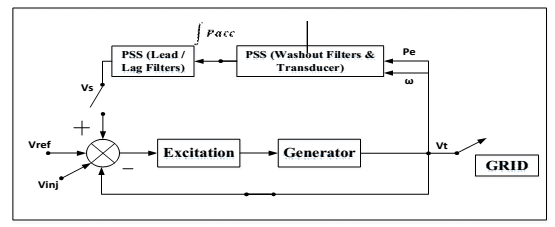 ∫ Pacc
PSS (Lead /
Lag Filters)
PSS (Washout Filters &
Transducer)
Pe
ω
Vs
+
Vref
Excitation
Generator
Vt
GRID
Vinj
−